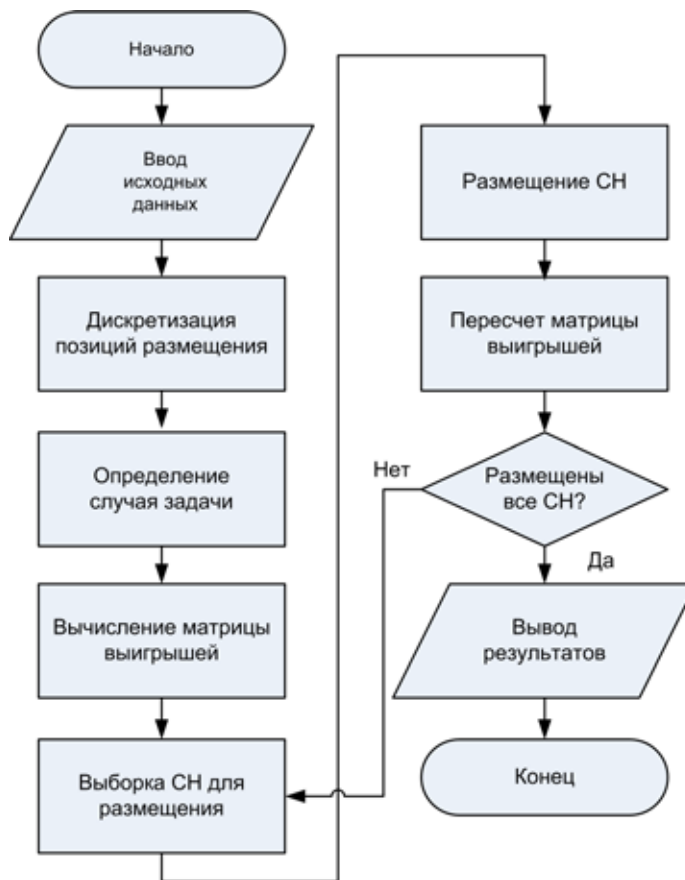 Начало
Ввод
исходных
данных
Дискретизация
позиций размещения
Определение
случая задачи
Вычисление матрицы
выигрышей
Выборка СН для
размещения
Размещение СН
Пересчет матрицы
выигрышей
Размещены
все СН?
Нет
Да
Вывод
результатов
Конец